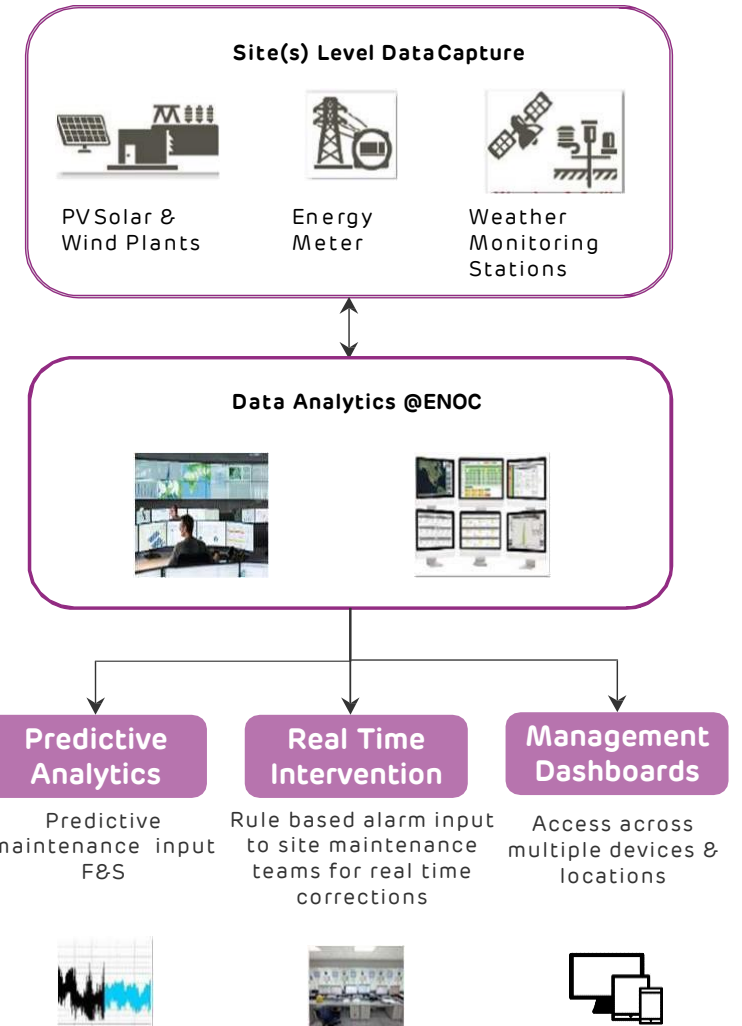 Site(s) Level DataCapture
PVSolar &
Wind Plants
Energy
Meter
Weather
Monitoring
Stations
Data Analytics @ENOC
Predictive
Analytics
Real Time
Intervention
Management
Dashboards
Predictive
maintenance input
F&S
Rule based alarm input
to site maintenance
teams for real time
corrections
Access across
multiple devices &
locations